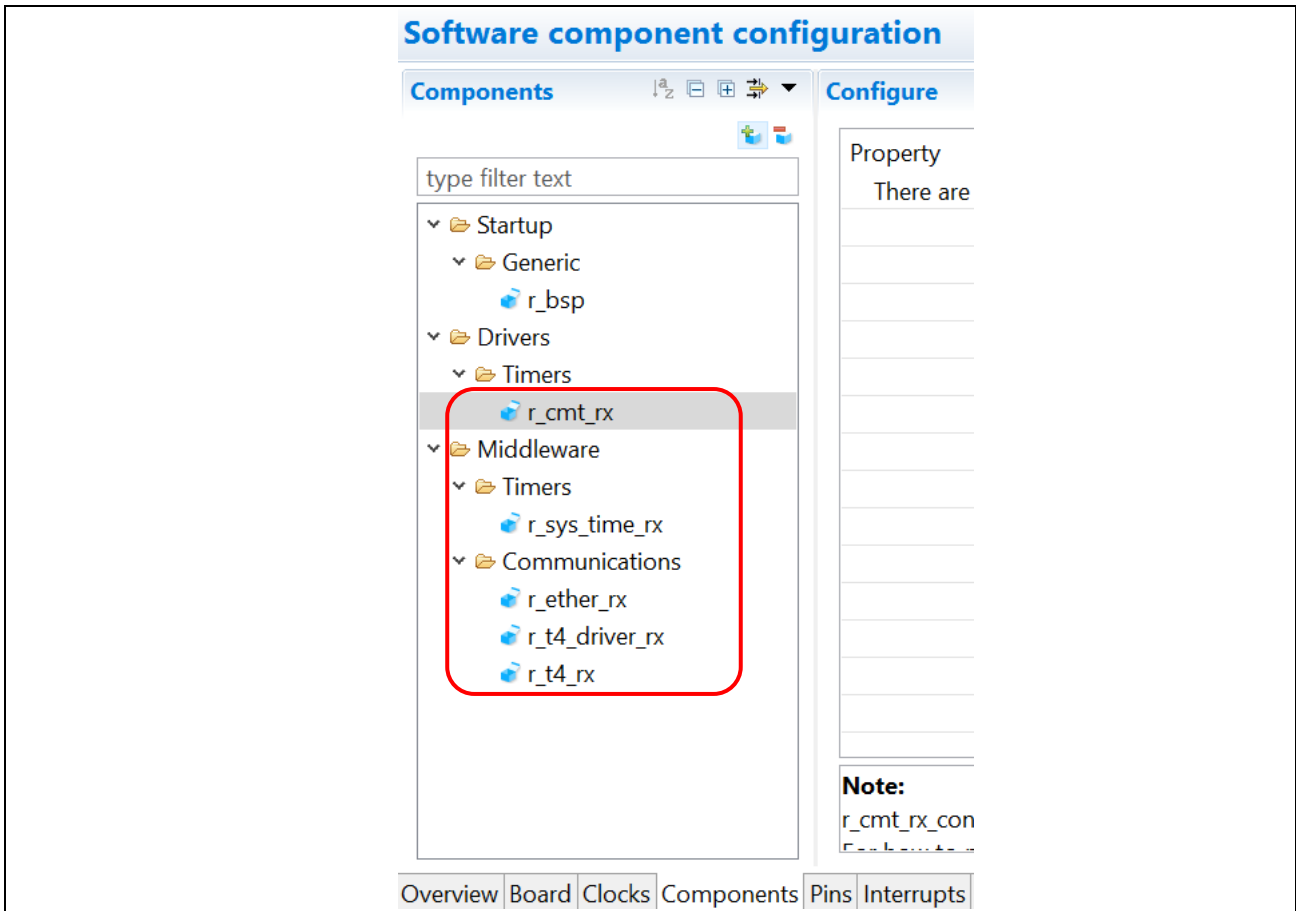 Software component configuration
Components
Configure
type filter text
Property
There are
Startup
Generic
r_bsp
Drivers
Timers
r_cmt_rx
Middleware
Timers
r_sys_time_rx
Communications
r_ether_rx
r_t4_driver_rx
r_t4_rx
Note:
r_cmt_rx_con
Overview Board Clocks Components Pins Interrupts